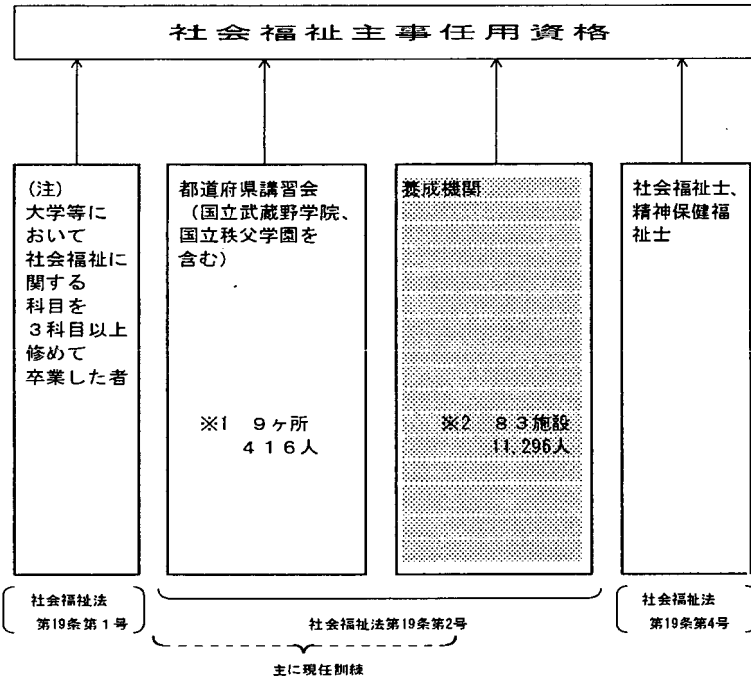 社会福祉主事任用資格
(注)
大学等に
おいて
社会福祉に
関する
科目を
3科目以上
修めて
卒業した者
都道府県講習会
(国立武蔵野学院、
国立秩父学園を
含む)
※1 9ヶ所
416人
養成機関
※2 83施設
11,296人
社会福祉士、
精神保健福
祉士
社会福祉法
第19条第1号
社会福祉法第19条第2号
主に現任訓練
社会福祉法
第19条第4号